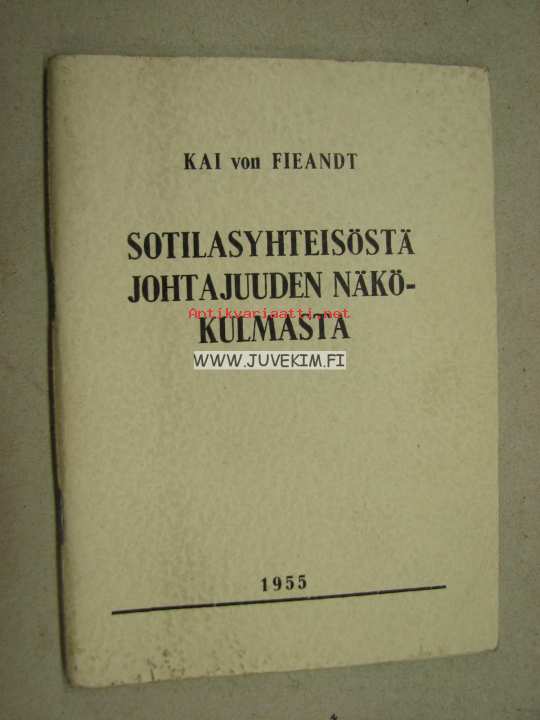 KAI von FIEANDT
SOTILASYHTEISÖSTÄ
JOHTAJUUDEN NÄKÖ-
Antikvariaatti.net
KULMASTA
WWW.JUVEKIM.FI
1955